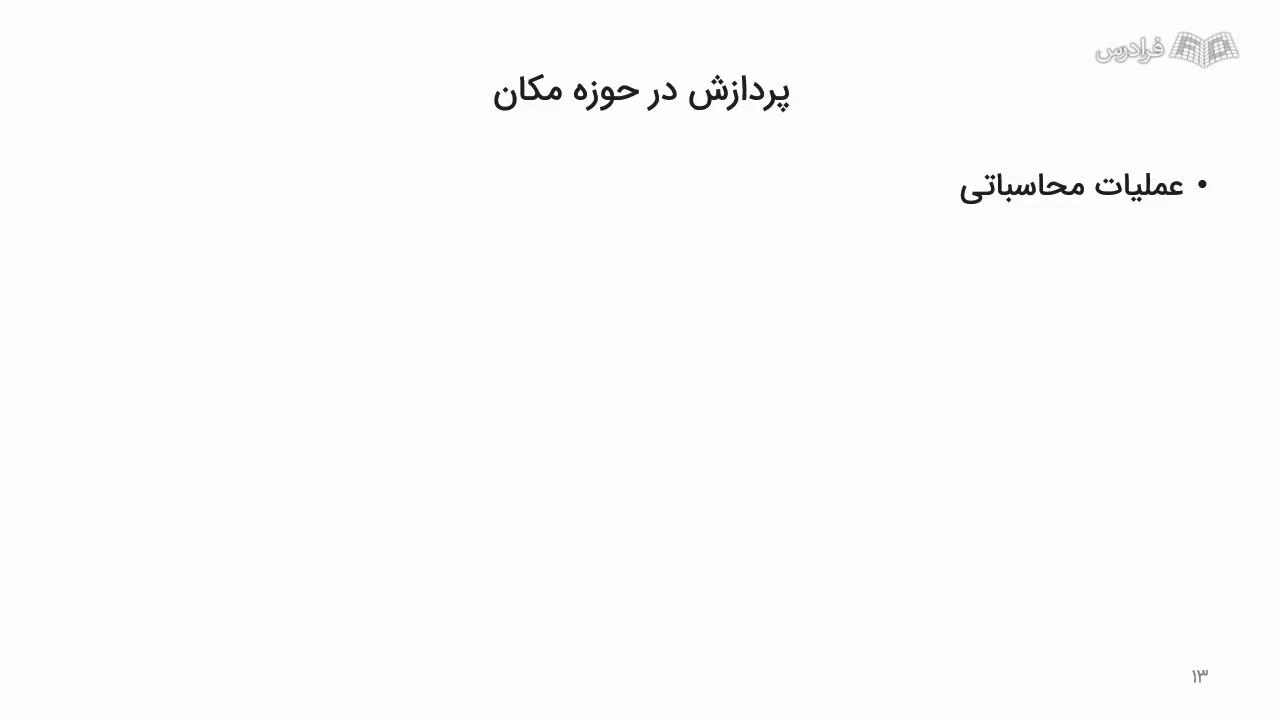 فرادرس
پردازش در حوزه مکان
• عملیات محاسباتی
۱۳